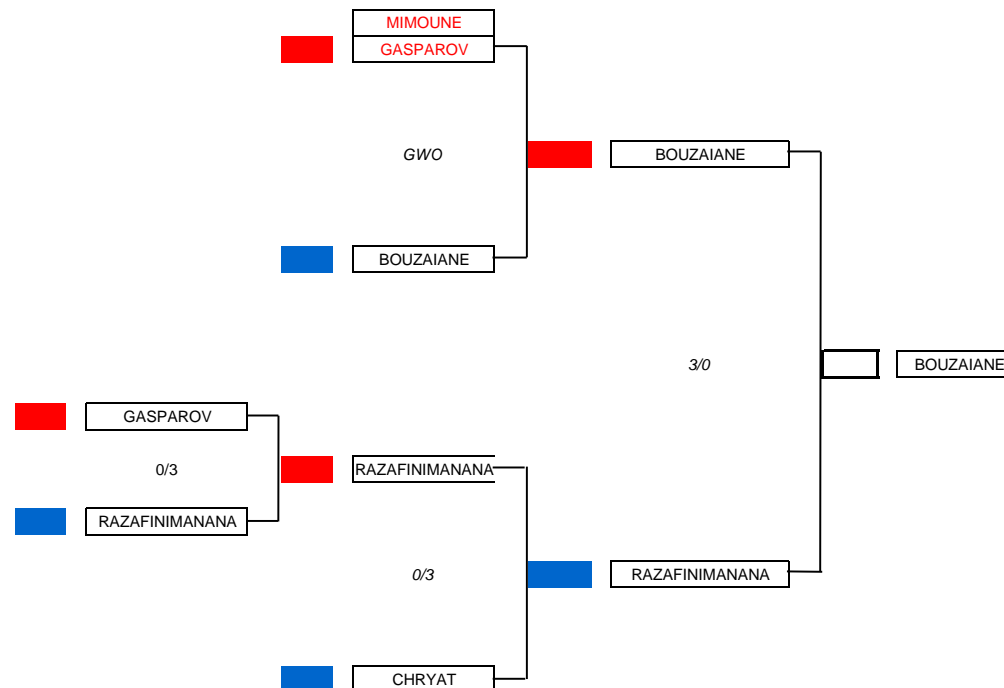 MIMOUNE
GASPAROV
GWO
BOUZAIANE
BOUZAIANE
3/0
BOUZAIANE
GASPAROV
0/3
RAZAFINIMANANA
RAZAFINIMANANA
0/3
RAZAFINIMANANA
CHRYAT